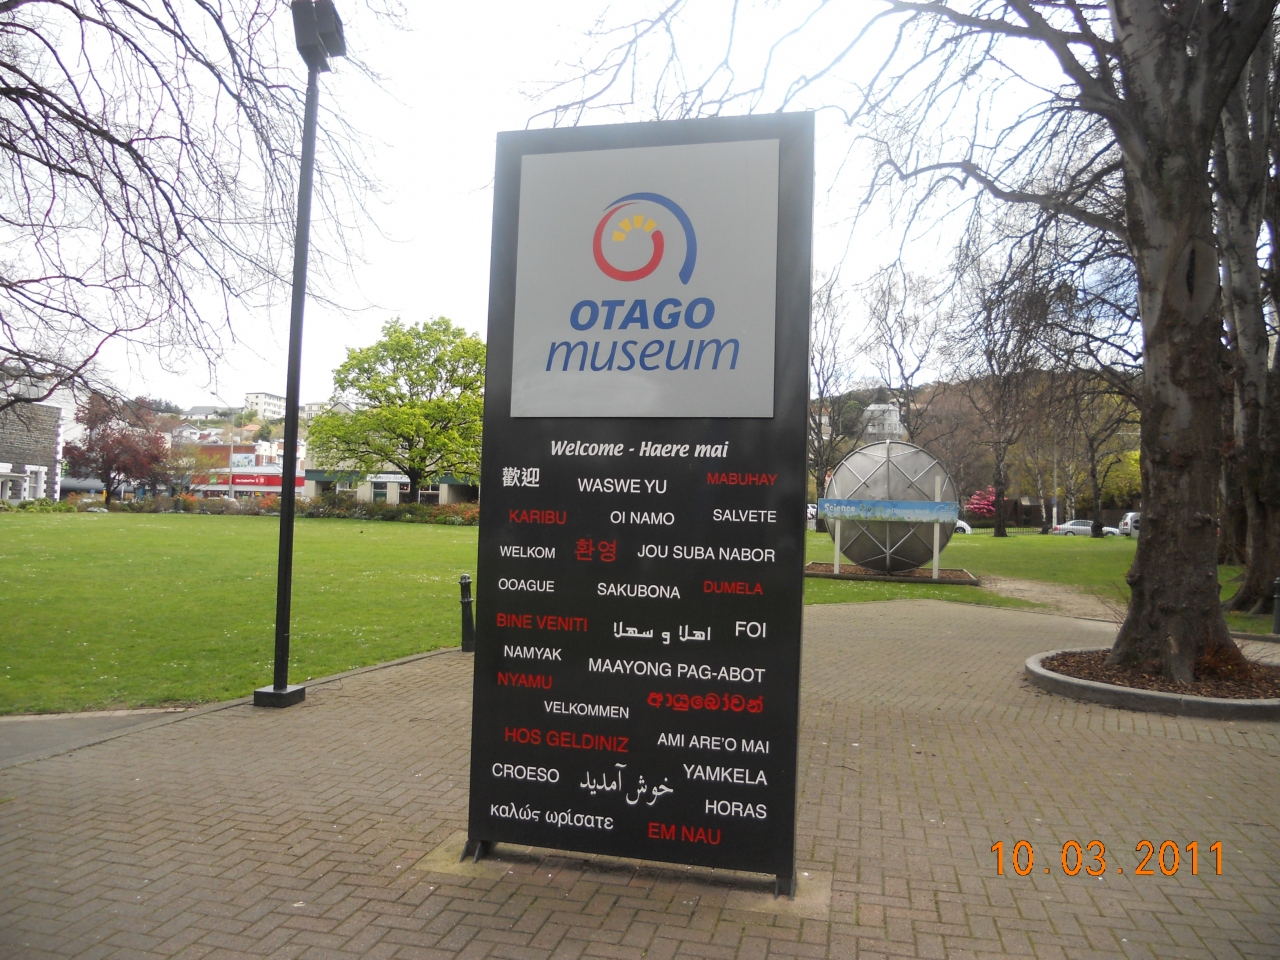 OTAGO
museum
Welcome - Haere mai
歡迎 WASWE YU MABUHAY
KARIBU OI NAMO SALVETE
WELKOM 환영 JOU SUBA NABOR
OOAGUE SAKUBONA DUMELA
BINE VENITI اهلا و سهلا FOI
NAMYAK MAAYONG PAG-ABOT
NYAMU ආයුබෝවන්
VELKOMMEN
HOS GELDINIZ AMI ARE'O MAI
CROESO خوش آمدید YAMKELA
HORAS
καλώς ωρίσατε EM NAU
Science
10.03.2011